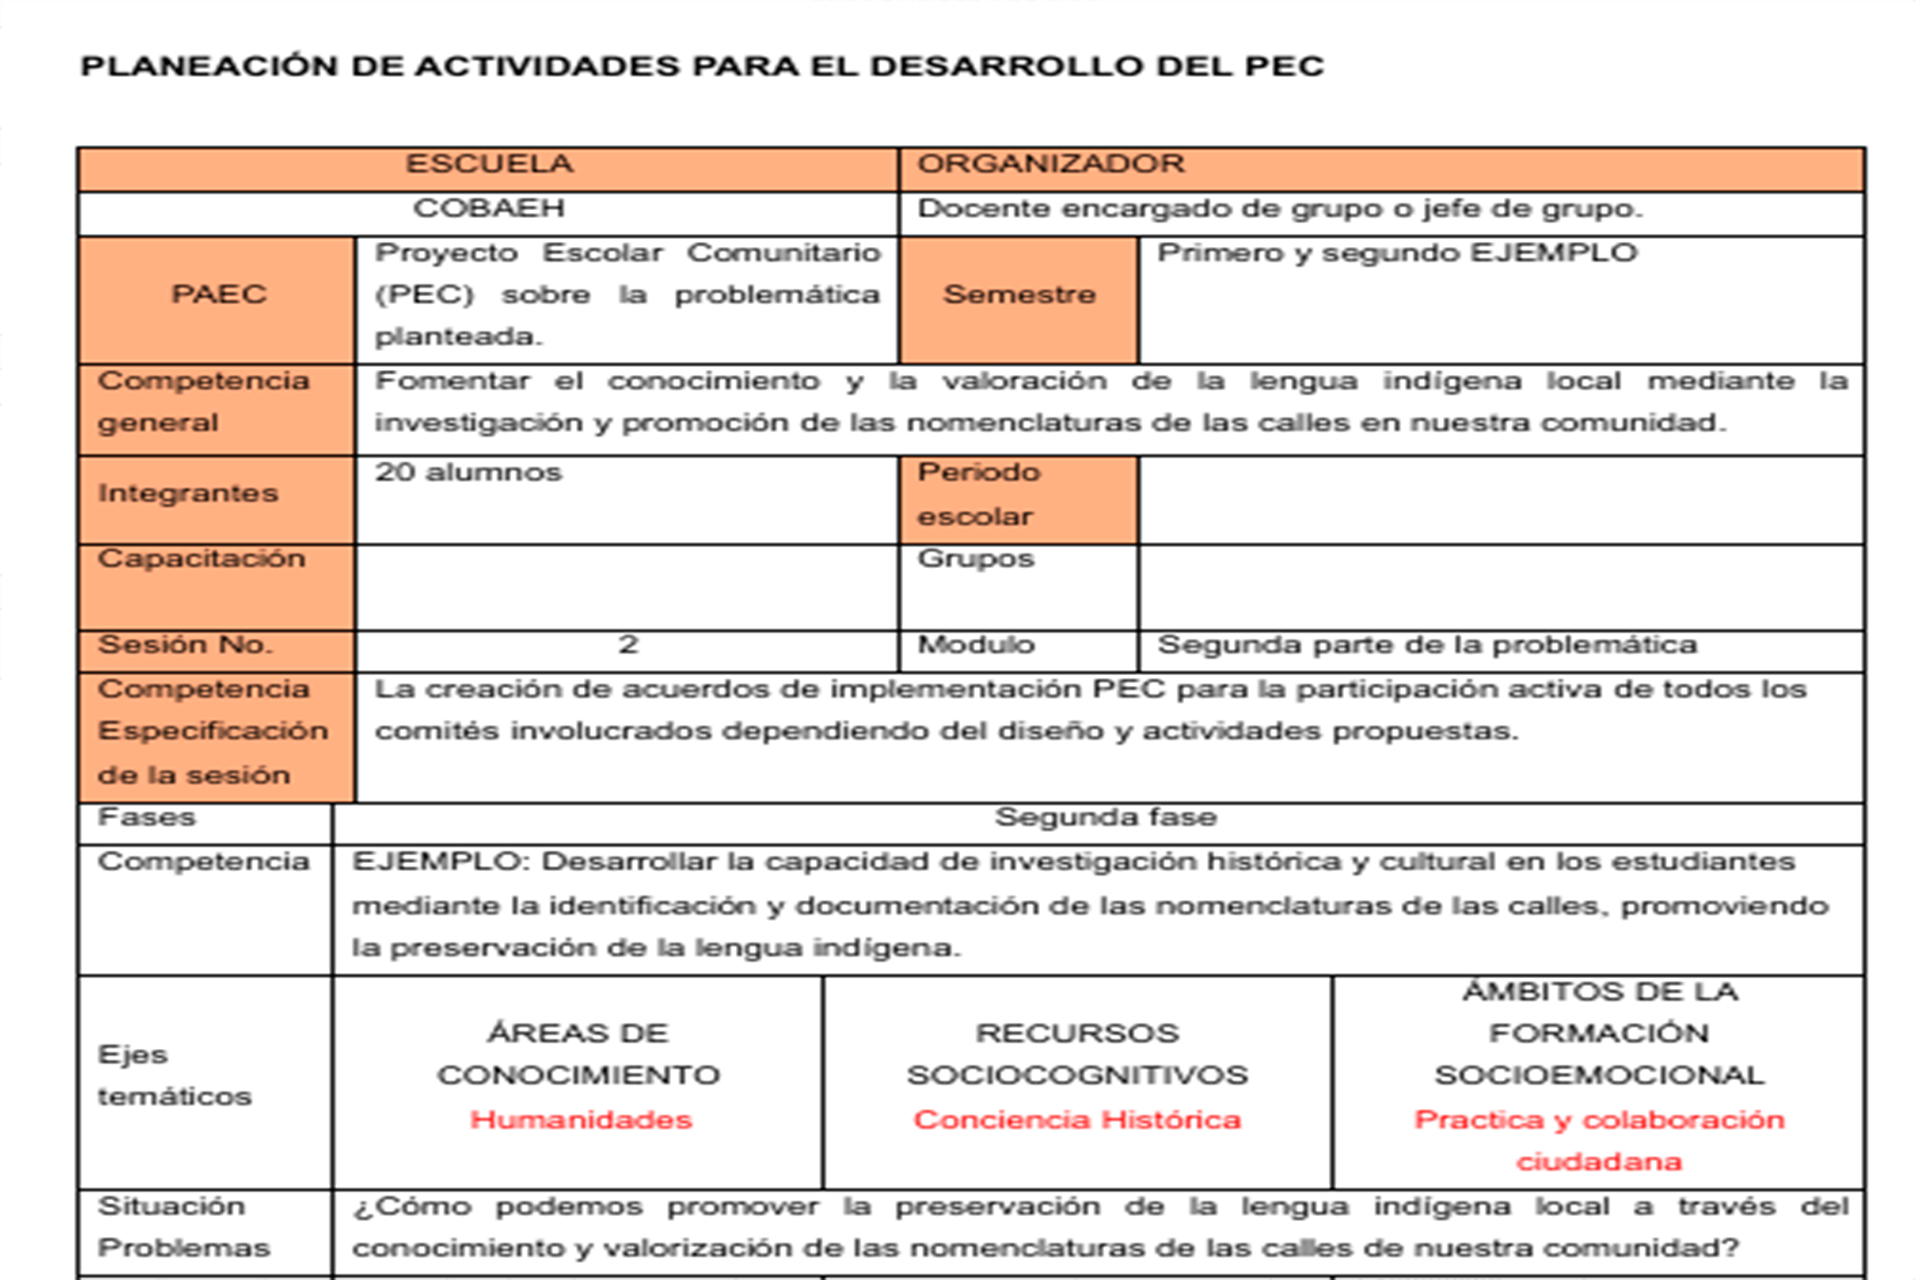 PLANEACIÓN DE ACTIVIDADES PARA EL DESARROLLO DEL PEC
ESCUELA
ORGANIZADOR
COBAEH
Docente encargado de grupo o jefe de grupo.
PAEC
Proyecto Escolar Comunitario
(PEC) sobre la problemática
planteada.
Semestre
Primero y segundo EJEMPLO
Competencia
general
Fomentar el conocimiento y la valoración de la lengua indígena local mediante la
investigación y promoción de las nomenclaturas de las calles en nuestra comunidad.
Integrantes
20 alumnos
Periodo
escolar
Capacitación
Grupos
Sesión No.
2
Modulo
Segunda parte de la problemática
Competencia
Especificación
de la sesión
La creación de acuerdos de implementación PEC para la participación activa de todos los
comités involucrados dependiendo del diseño y actividades propuestas.
Fases
Segunda fase
Competencia
EJEMPLO: Desarrollar la capacidad de investigación histórica y cultural en los estudiantes
mediante la identificación y documentación de las nomenclaturas de las calles, promoviendo
la preservación de la lengua indígena.
Ejes
temáticos
ÁREAS DE
CONOCIMIENTO
Humanidades
RECURSOS
SOCIOCOGNITIVOS
Conciencia Histórica
ÁMBITOS DE LA
FORMACIÓN
SOCIOEMOCIONAL
Practica y colaboración
ciudadana
Situación
Problemas
¿Cómo podemos promover la preservación de la lengua indígena local a través del
conocimiento y valorización de las nomenclaturas de las calles de nuestra comunidad?